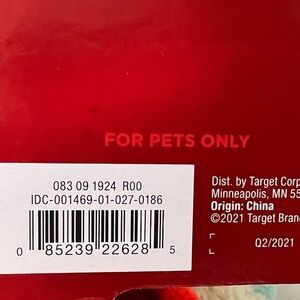 FOR PETS ONLY
083 09 1924 R00
IDC-001469-01-027-0186
0 85239 22628 5
Dist. by Target Corp
Minneapolis, MN 55
Origin: China
©2021 Target Bran
Q2/2021